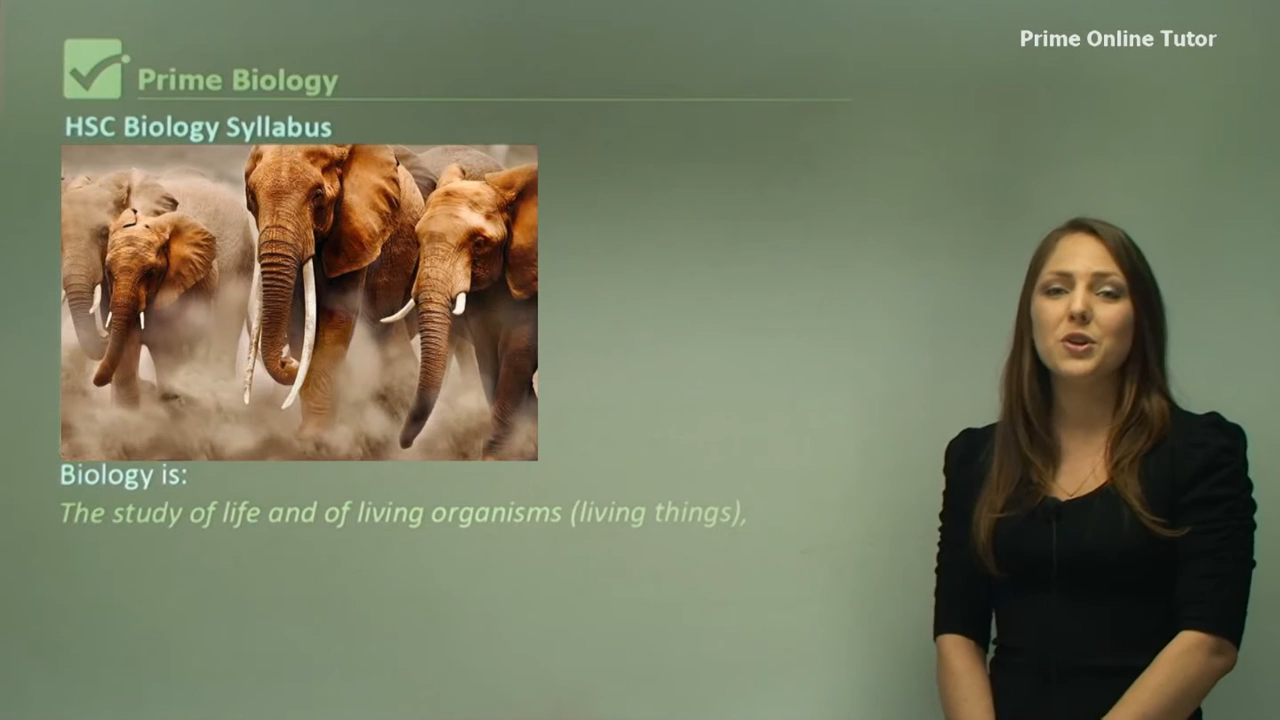 Prime Online Tutor
Prime Biology
HSC Biology Syllabus
Biology is:
The study of life and of living organisms (living things),